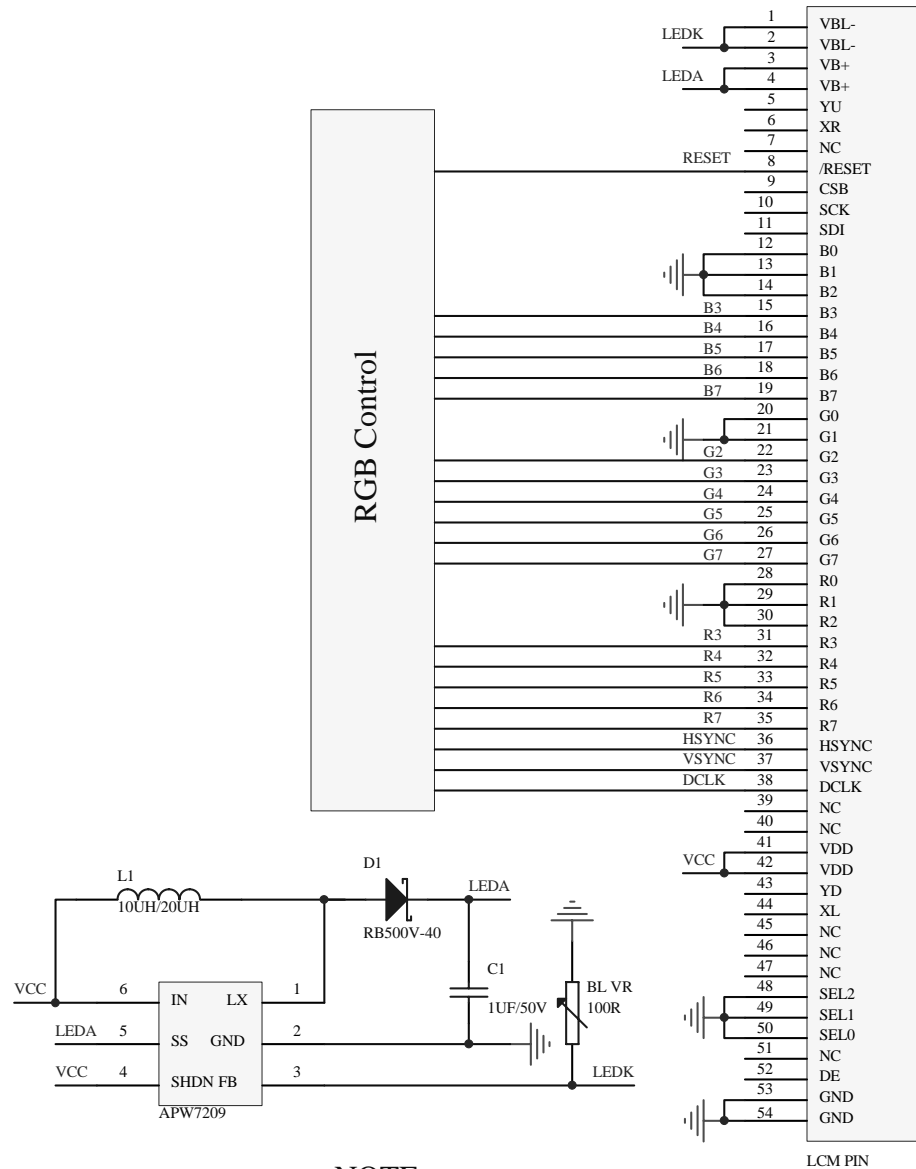 1 VBL-
LEDK 2 VBL-
3 VB+
LEDA 4 VB+
5 YU
6 XR
7 NC
RESET 8 /RESET
9 CSB
10 SCK
11 SDI
12 B0
13 B1
14 B2
B3 15 B3
B4 16 B4
B5 17 B5
B6 18 B6
B7 19 B7
20 G0
21 G1
G2 22 G2
G3 23 G3
G4 24 G4
G5 25 G5
G6 26 G6
G7 27 G7
28 R0
29 R1
30 R2
R3 31 R3
R4 32 R4
R5 33 R5
R6 34 R6
R7 35 R7
HSYNC 36 HSYNC
VSYNC 37 VSYNC
DCLK 38 DCLK
39 NC
40 NC
41 VDD
VCC 42 VDD
43 YD
44 XL
45 NC
46 NC
47 NC
48 SEL2
49 SEL1
50 SEL0
51 NC
52 DE
53 GND
54 GND
LCM PIN
RGB Control
L1
10UH/20UH
D1
RB500V-40
LEDA
C1
1UF/50V
BL VR
100R
VCC 6 IN LX 1
LEDA 5 SS GND 2
VCC 4 SHDN FB 3 LEDK
APW7209
NOTE